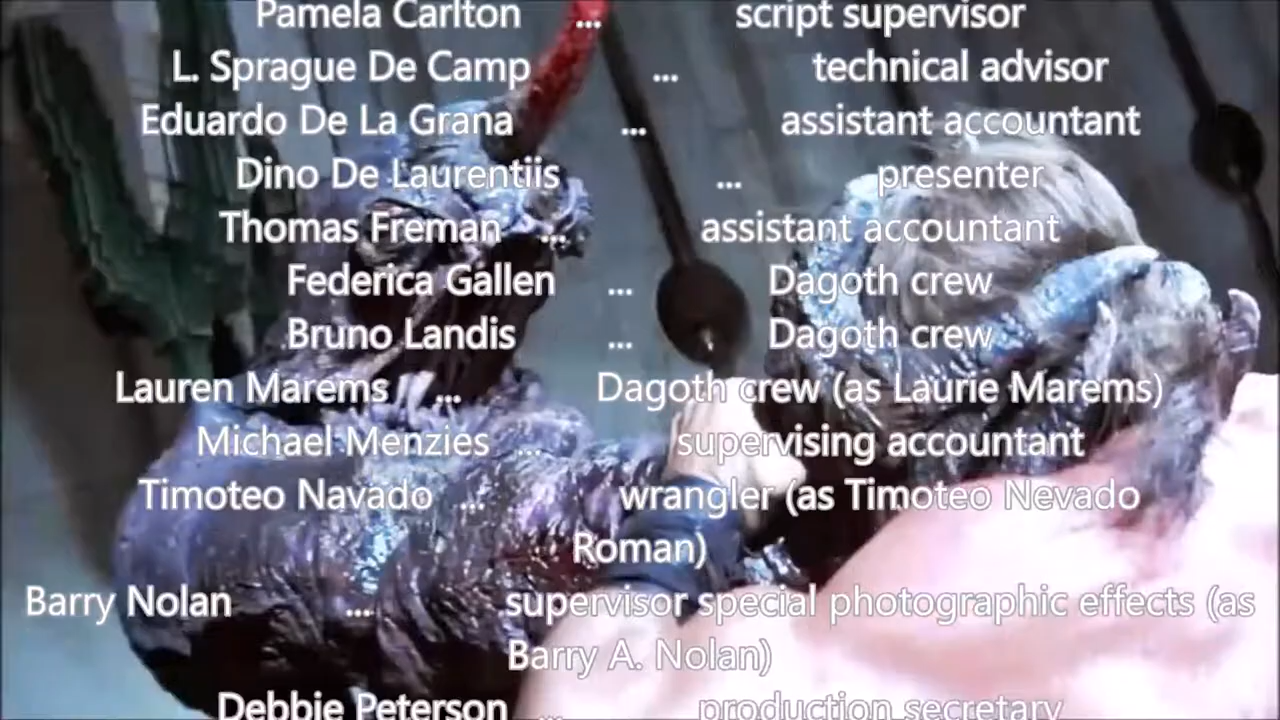 Pamela Carlton ... script supervisor
L. Sprague De Camp ... technical advisor
Eduardo De La Grana ... assistant accountant
Dino De Laurentiis ... presenter
Thomas Freman ... assistant accountant
Federica Gallen ... Dagoth crew
Bruno Landis ... Dagoth crew
Lauren Marems ... Dagoth crew (as Laurie Marems)
Michael Menzies ... supervising accountant
Timoteo Navado ... wrangler (as Timoteo Nevado
Roman)
Barry Nolan ... supervisor special photographic effects (as
Barry A. Nolan)
Debbie Peterson ... production secretary